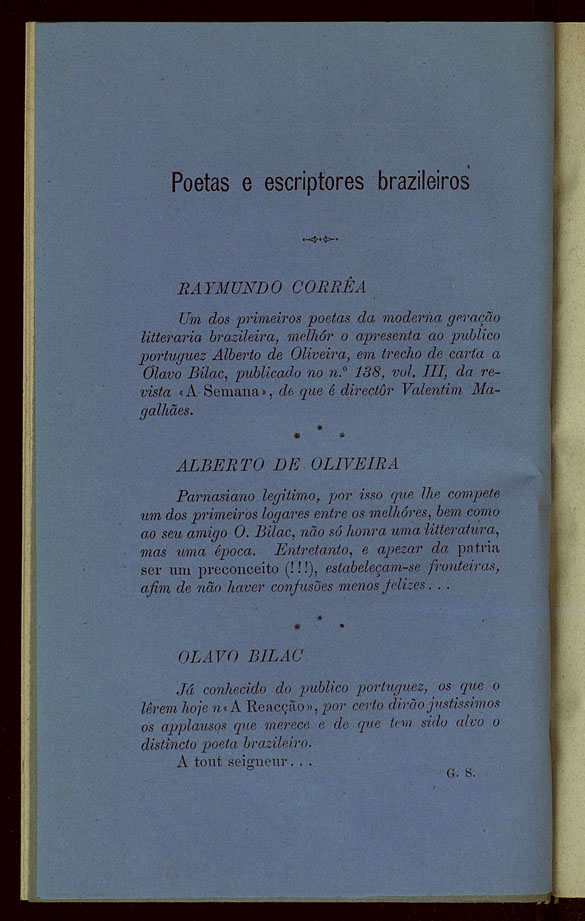 Poetas e escriptores brazileiros
RAYMUNDO CORRÊA
Um dos primeiros poetas da moderna geração
litteraria brazileira, melhór o apresenta ao publico
portuguez Alberto de Oliveira, em trecho de carta a
Olavo Bilac, publicado no n.º 138, vol. III, da re-
vista «A Semana», de que é directôr Valentim Ma-
galhães.
* * *
ALBERTO DE OLIVEIRA
Parnasiano legitimo, por isso que lhe compete
um dos primeiros logares entre os melhóres, bem como
ao seu amigo O. Bilac, não só honra uma litteratura,
mas uma época. Entretanto, e apezar da patria
ser um preconceito (!!!), estabeleçam-se fronteiras,
afim de não haver confusões menos felizes...
* * *
OLAVO BILAC
Já conhecido do publico portuguez, os que o
lêrem hoje n«A Reacção», por certo dirão justissimos
os applausos que merece e de que tem sido alvo o
distincto poeta brazileiro.
A tout seigneur...
G. S.